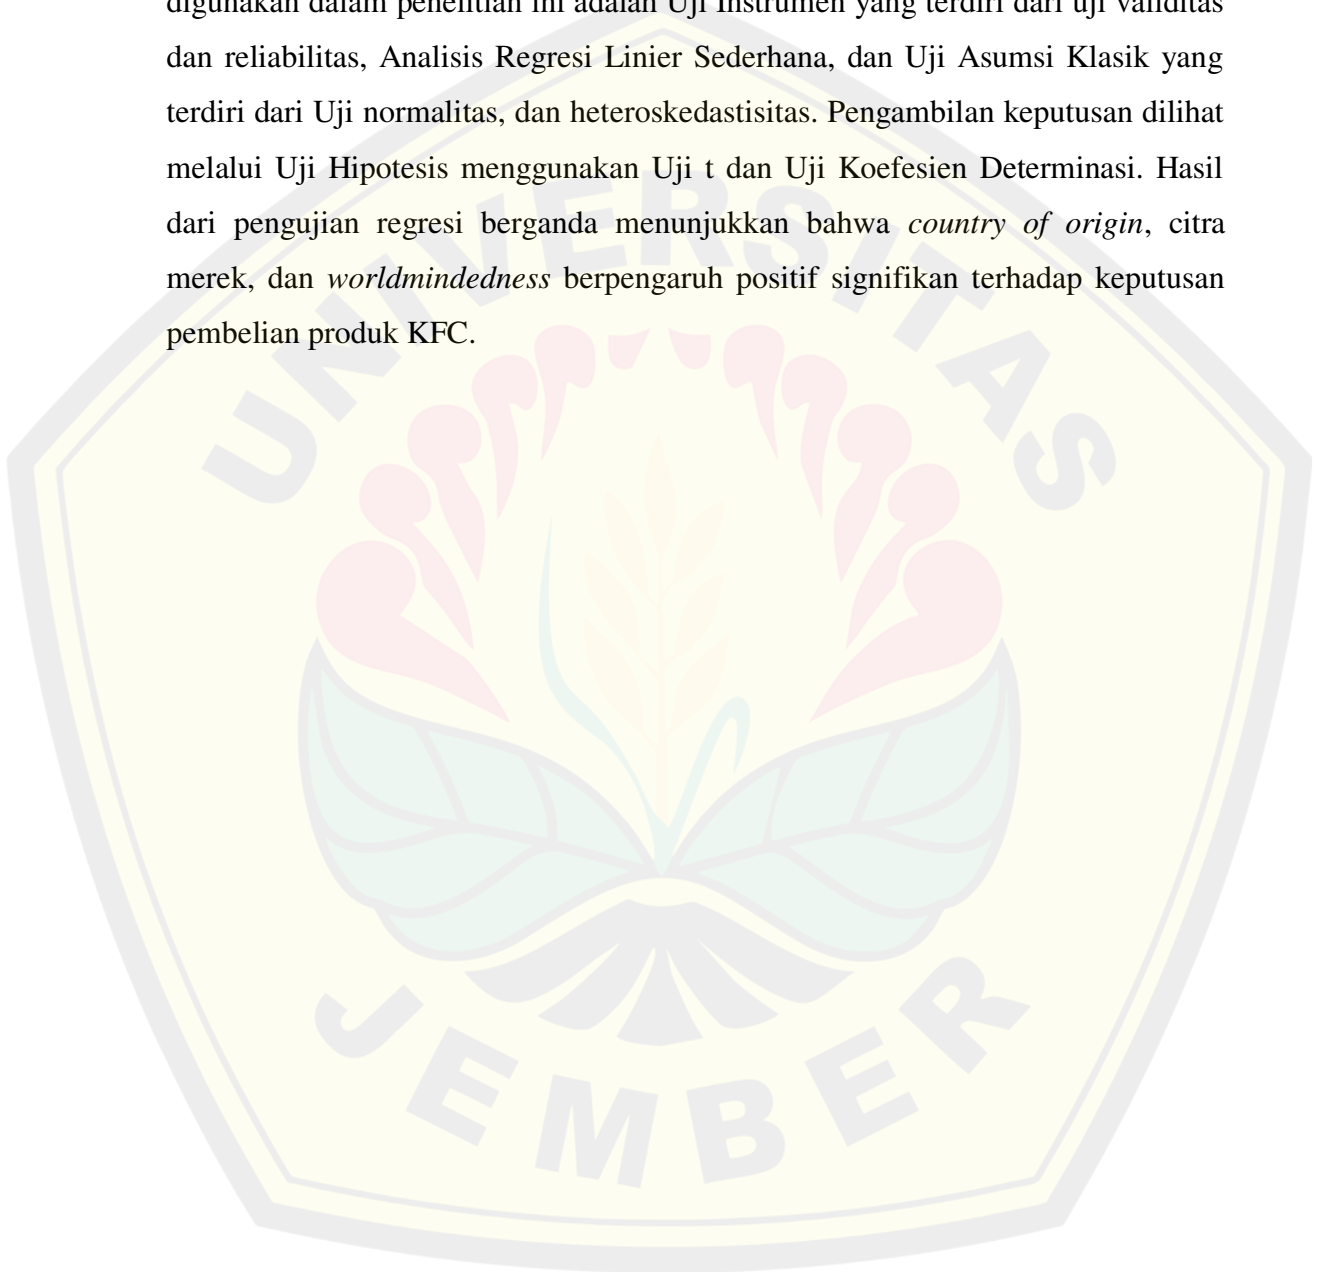 digunakan dalam penelitian ini adalah Uji Instrumen yang terdiri dari uji validitas
dan reliabilitas, Analisis Regresi Linier Sederhana, dan Uji Asumsi Klasik yang
terdiri dari Uji normalitas, dan heteroskedastisitas. Pengambilan keputusan dilihat
melalui Uji Hipotesis menggunakan Uji t dan Uji Koefesien Determinasi. Hasil
dari pengujian regresi berganda menunjukkan bahwa country of origin, citra
merek, dan worldmindedness berpengaruh positif signifikan terhadap keputusan
pembelian produk KFC.
UNIVERSITAS
JEMBER